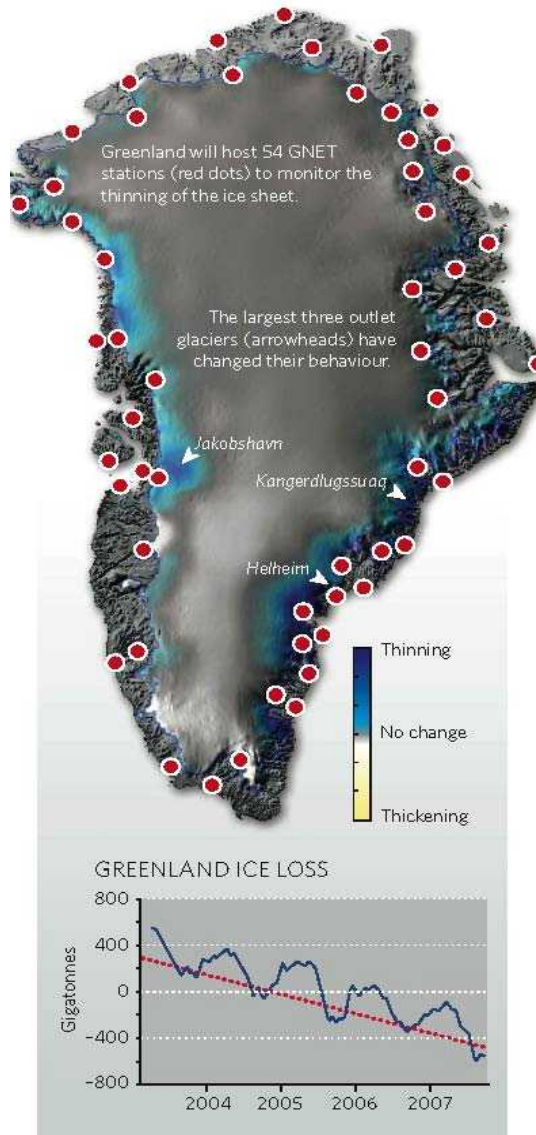 Greenland will host 54 GNET
stations (red dots) to monitor the
thinning of the ice sheet.
The largest three outlet
glaciers (arrowheads) have
changed their behaviour.
Jakobshavn
Kangerdlugssuaq
Helheim
Thinning
No change
Thickening
GREENLAND ICE LOSS
Gigatonnes
800
400
0
-400
-800
2004 2005 2006 2007